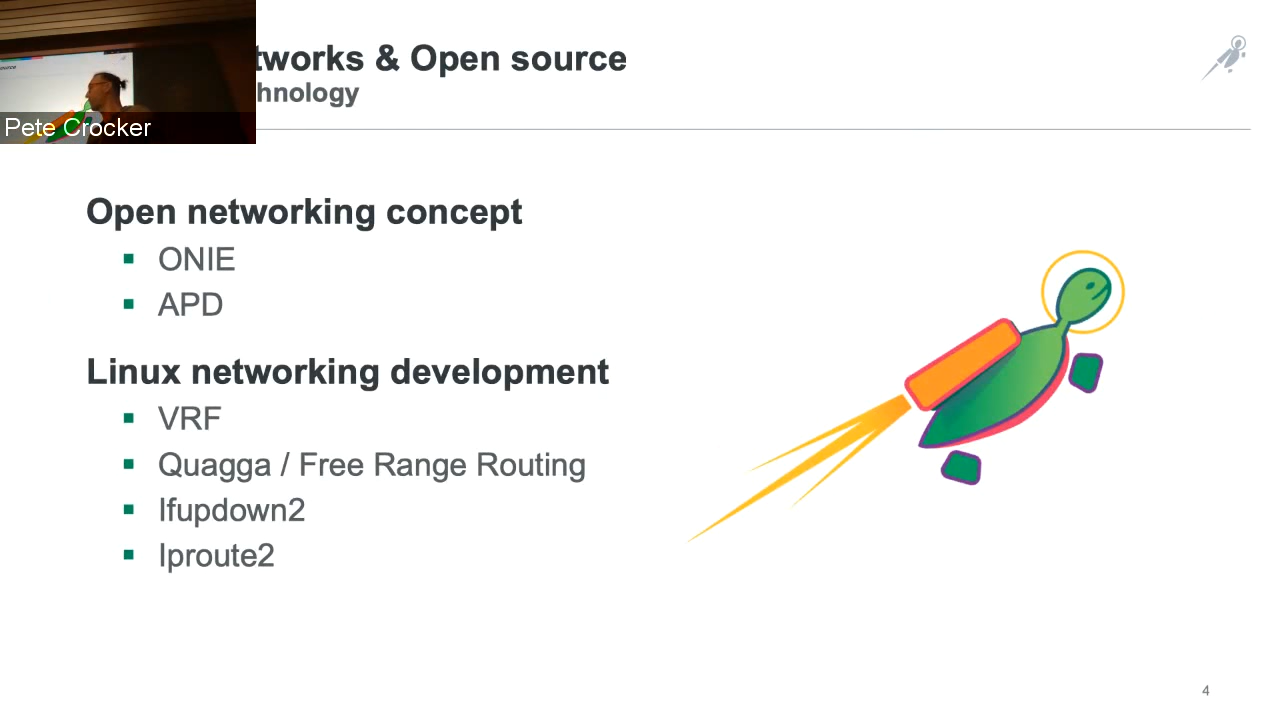 tworks & Open source
hnology
Pete Crocker
Open networking concept
ONIE
APD
Linux networking development
VRF
Quagga / Free Range Routing
Ifupdown2
Iproute2
4